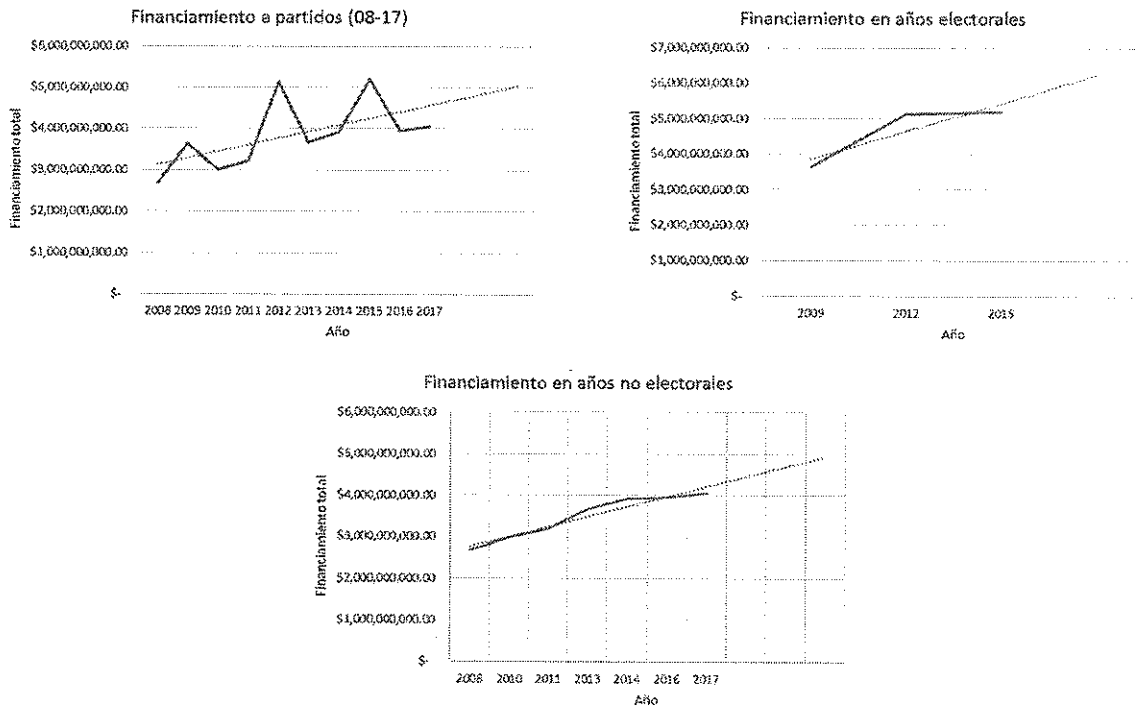 Financiamiento a partidos (08-17)
$6,000,000,000.00
$5,000,000,000.00
$4,000,000,000.00
$3,000,000,000.00
$2,000,000,000.00
$1,000,000,000.00
$-
Financiamiento total
2008 2009 2010 2011 2012 2013 2014 2015 2016 2017
Año
Financiamiento en años electorales
$7,000,000,000.00
$6,000,000,000.00
$5,000,000,000.00
$4,000,000,000.00
$3,000,000,000.00
$2,000,000,000.00
$1,000,000,000.00
$-
Financiamiento total
2009 2012 2015
Año
Financiamiento en años no electorales
$6,000,000,000.00
$5,000,000,000.00
$4,000,000,000.00
$3,000,000,000.00
$2,000,000,000.00
$1,000,000,000.00
$-
Financiamiento total
2008 2010 2011 2013 2014 2016 2017
Año